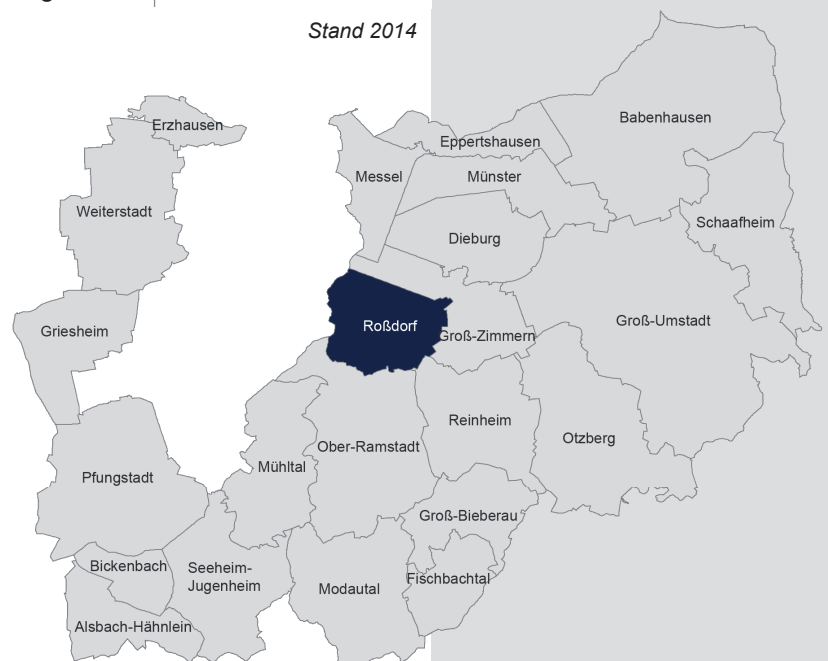 Stand 2014
Babenhausen
Erzhausen
Eppertshausen
Messel
Münster
Weiterstadt
Schaafheim
Dieburg
Griesheim
Roßdorf
Groß-Umstadt
Groß-Zimmern
Reinheim
Otzberg
Ober-Ramstadt
Mühltal
Pfungstadt
Groß-Bieberau
Bickenbach
Seeheim-
Jugenheim
Fischbachtal
Modautal
Alsbach-Hähnlein